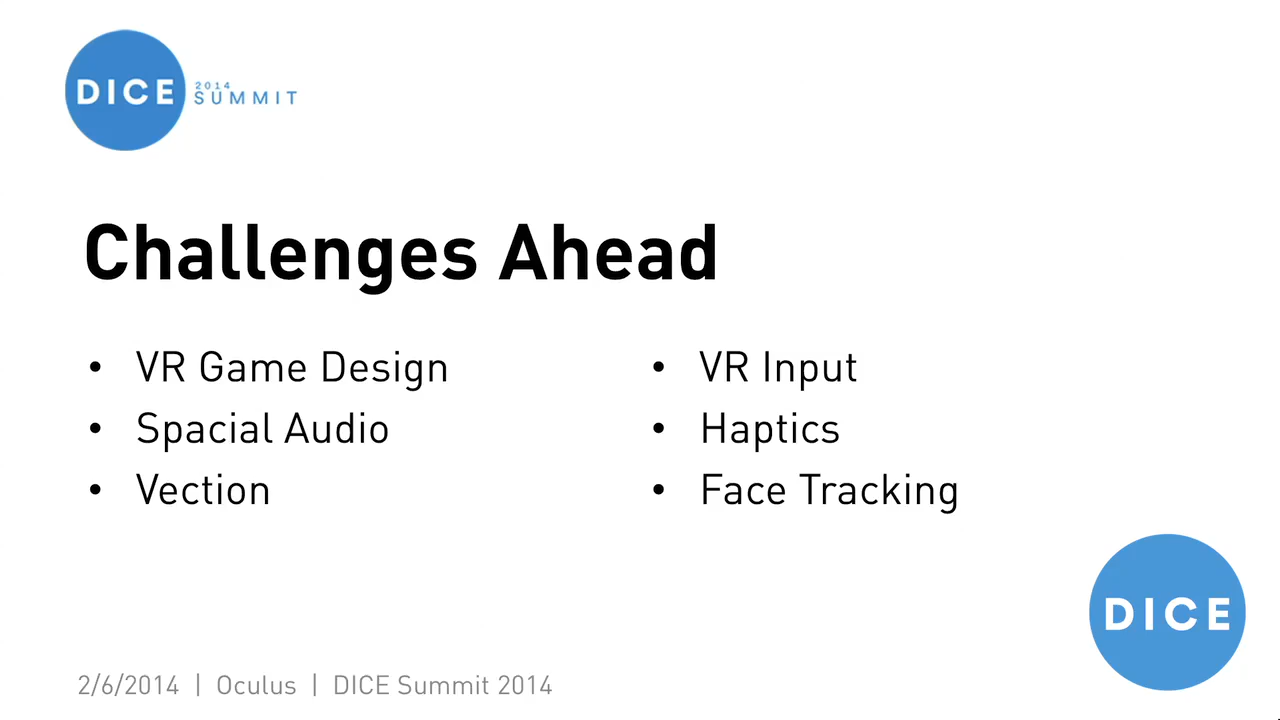 DICE
2014
SUMMIT
Challenges Ahead
• VR Game Design
• Spacial Audio
• Vection
• VR Input
• Haptics
• Face Tracking
DICE
2/6/2014 | Oculus | DICE Summit 2014